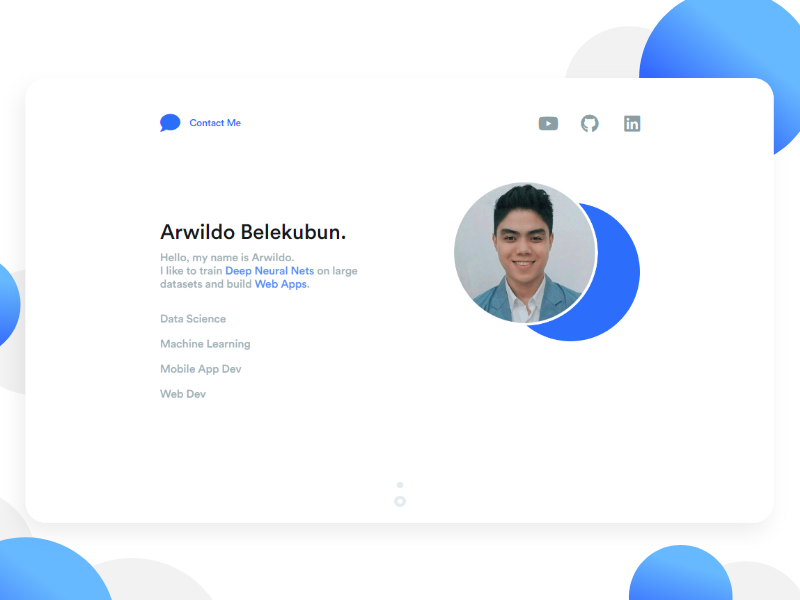 Contact Me
in
Arwildo Belekubun.
Hello, my name is Arwildo.
I like to train Deep Neural Nets on large
datasets and build Web Apps.
Data Science
Machine Learning
Mobile App Dev
Web Dev